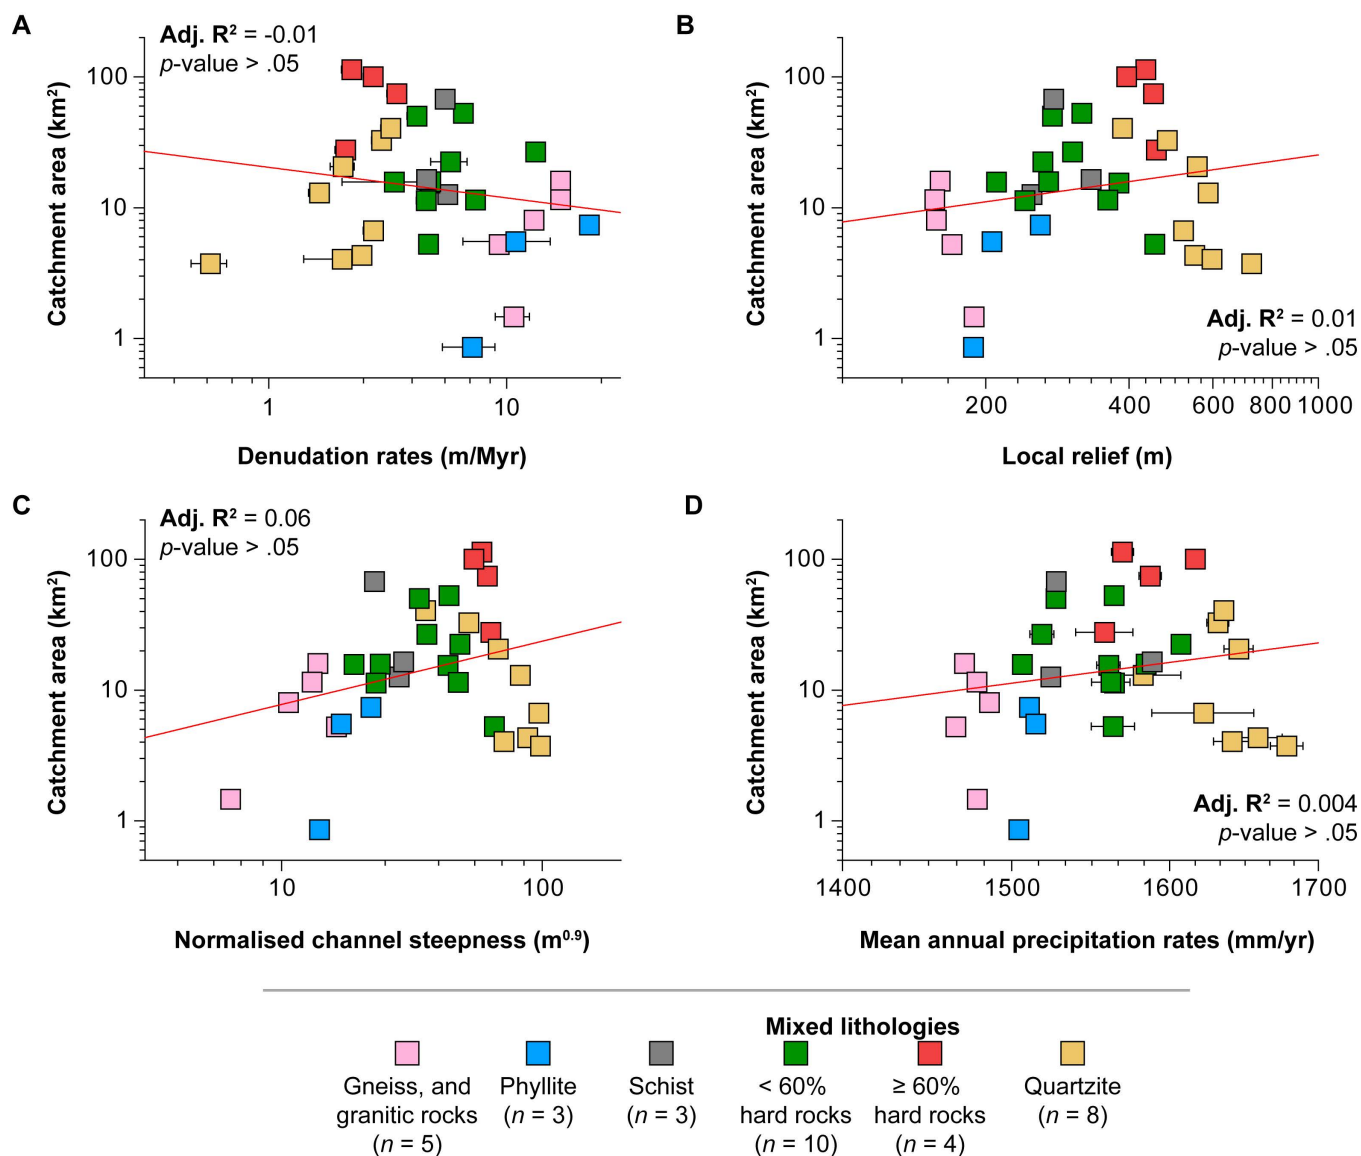 A
Adj. R² = -0.01
p-value > .05
100
10
1
Catchment area (km²)
1
10
Denudation rates (m/Myr)
B
100
10
1
Catchment area (km²)
Adj. R² = 0.01
p-value > .05
200
400
600
800
1000
Local relief (m)
C
Adj. R² = 0.06
p-value > .05
100
10
1
Catchment area (km²)
10
100
Normalised channel steepness (m⁰·⁹)
D
100
10
1
Catchment area (km²)
Adj. R² = 0.004
p-value > .05
1400
1500
1600
1700
Mean annual precipitation rates (mm/yr)
Mixed lithologies
Gneiss, and
granitic rocks
(n = 5)
Phyllite
(n = 3)
Schist
(n = 3)
< 60%
hard rocks
(n = 10)
≥ 60%
hard rocks
(n = 4)
Quartzite
(n = 8)